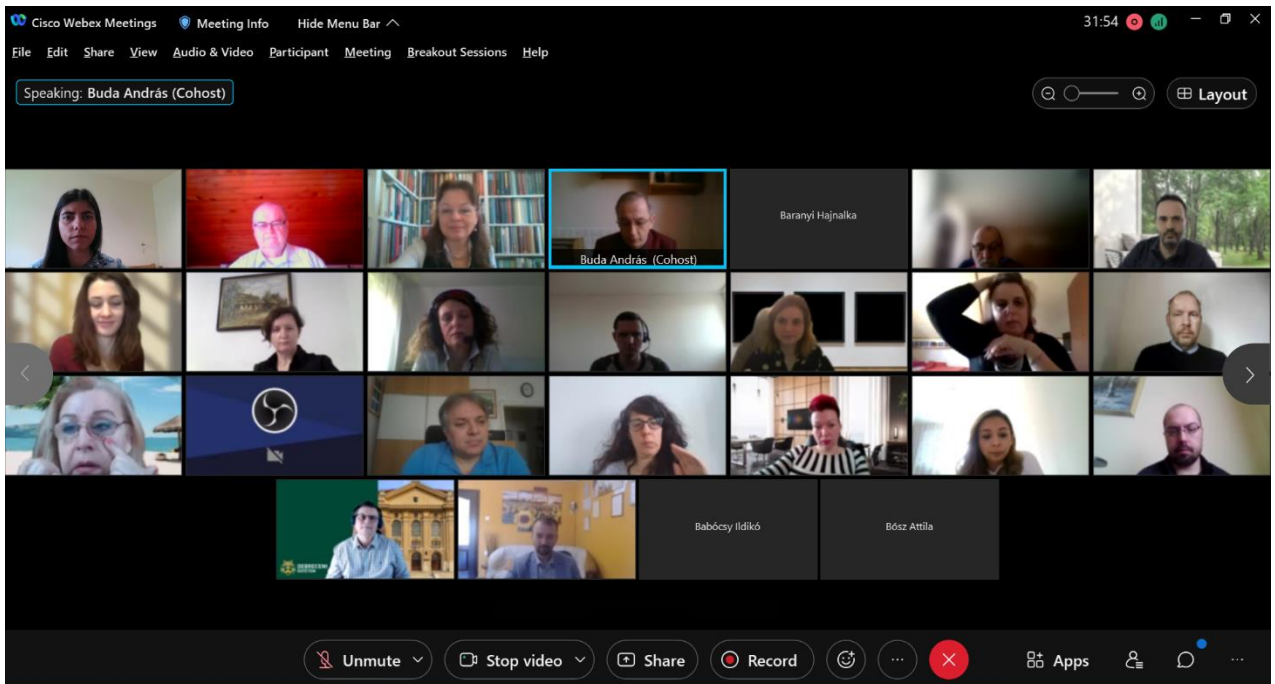 Cisco Webex Meetings Meeting Info Hide Menu Bar 31:54
File Edit Share View Audio & Video Participant Meeting Breakout Sessions Help
Speaking: Buda András (Cohost)
Layout
Baranyi Hajnalka
Buda András (Cohost)
Babócsy Ildikó
Bősz Attila
Unmute Stop video Share Record Apps